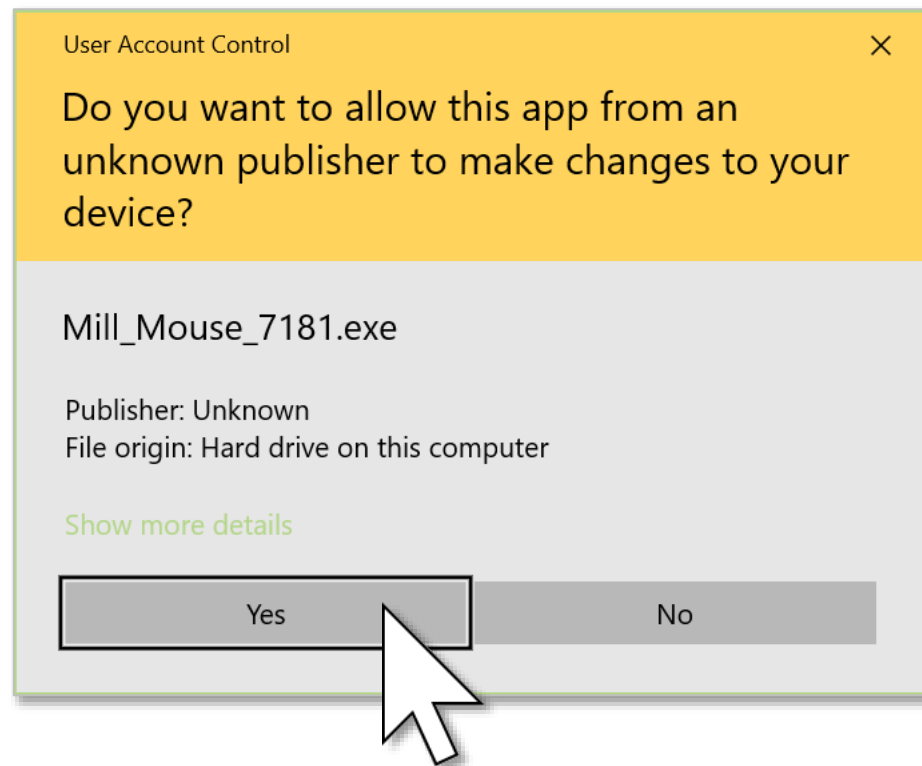 User Account Control
Do you want to allow this app from an
unknown publisher to make changes to your
device?
Mill_Mouse_7181.exe
Publisher: Unknown
File origin: Hard drive on this computer
Show more details
Yes
No